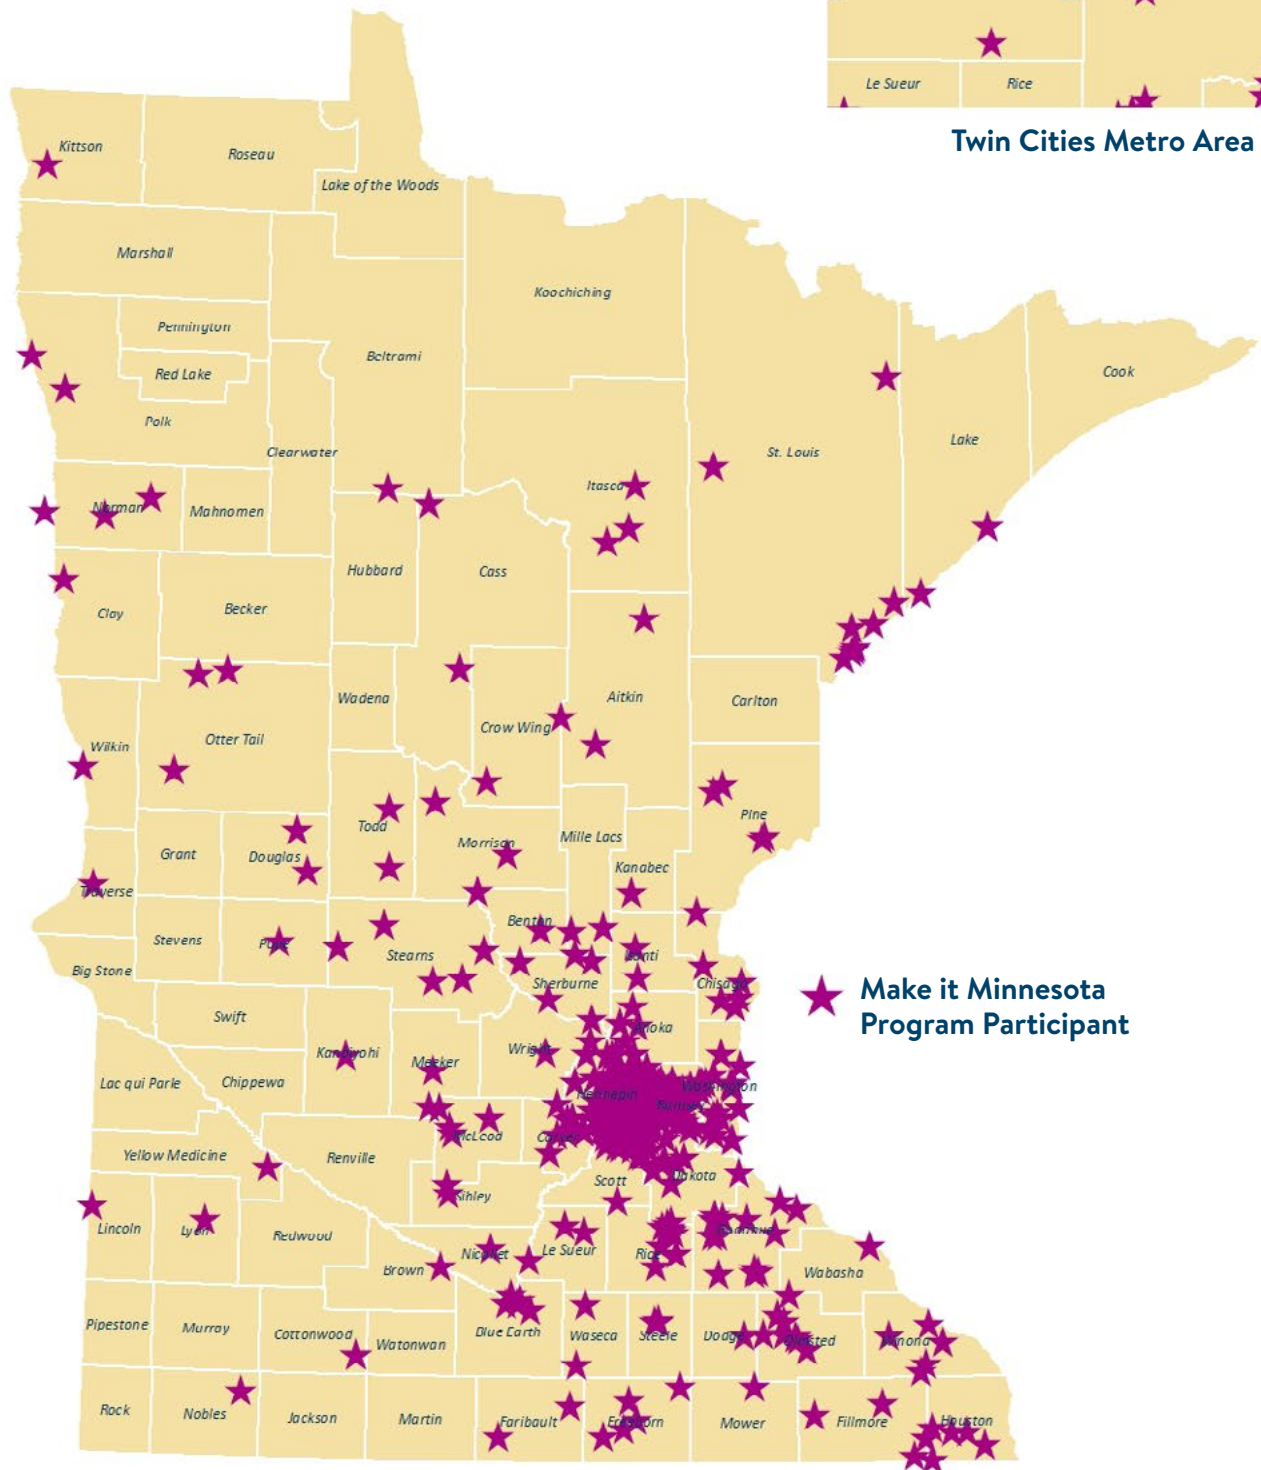 Le Sueur
Rice
Twin Cities Metro Area
Kittson
Roseau
Lake of the Woods
Marshall
Koochiching
Pennington
Beltrami
Red Lake
Cook
Polk
Lake
Clearwater
St. Louis
Itasca
Norman
Mahnomen
Hubbard
Cass
Becker
Clay
Aitkin
Wadena
Carlton
Crow Wing
Otter Tail
Wilkin
Pine
Todd
Mille Lacs
Morrison
Grant
Douglas
Kanabec
Traverse
Benton
Stevens
Pope
Stearns
Isanti
Big Stone
Sherburne
Chisago
Make it Minnesota
Program Participant
Swift
Anoka
Kandiyohi
Wright
Meeker
Lac qui Parle
Chippewa
Washington
Hennepin
Ramsey
McLeod
Carver
Yellow Medicine
Renville
Dakota
Scott
Sibley
Lincoln
Lyon
Redwood
Goodhue
Nicollet
Le Sueur
Rice
Brown
Wabasha
Pipestone
Murray
Cottonwood
Watonwan
Blue Earth
Waseca
Steele
Dodge
Olmsted
Winona
Rock
Nobles
Jackson
Martin
Faribault
Freeborn
Mower
Fillmore
Houston